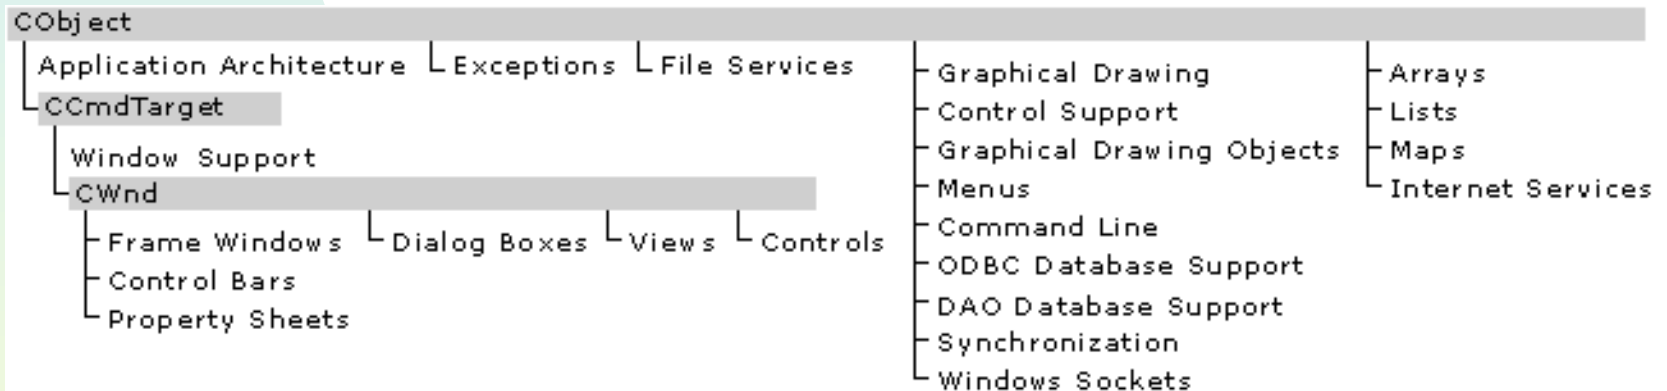 CObject
Application Architecture
Exceptions
File Services
CCmdTarget
Window Support
CWnd
Frame Windows
Control Bars
Property Sheets
Dialog Boxes
Views
Controls
Graphical Drawing
Control Support
Graphical Drawing Objects
Menus
Command Line
ODBC Database Support
DAO Database Support
Synchronization
Windows Sockets
Arrays
Lists
Maps
Internet Services